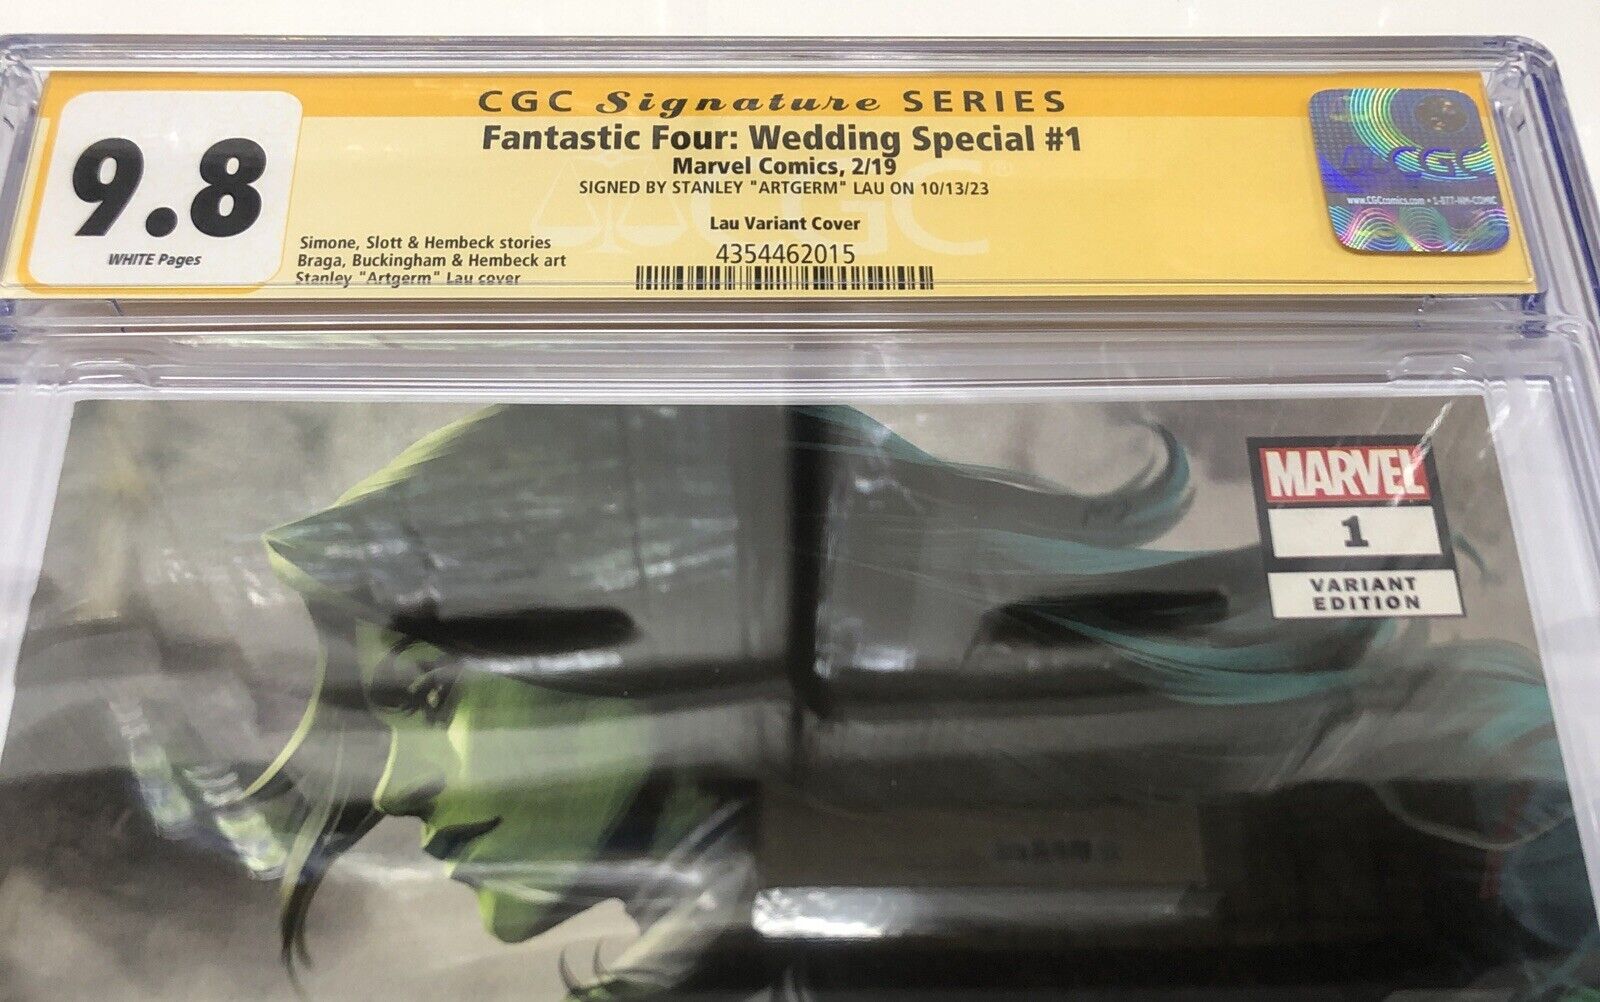 CGC Signature SERIES
Fantastic Four: Wedding Special #1
Marvel Comics, 2/19
SIGNED BY STANLEY "ARTGERM" LAU ON 10/13/23
Lau Variant Cover
4354462015
9.8
WHITE Pages
Simone, Slott & Hembeck stories
Braga, Buckingham & Hembeck art
Stanley "Artgerm" Lau cover
CGC
CGC
www.CGCcomics.com • 1-877-NM-COMIC
MARVEL
1
VARIANT
EDITION